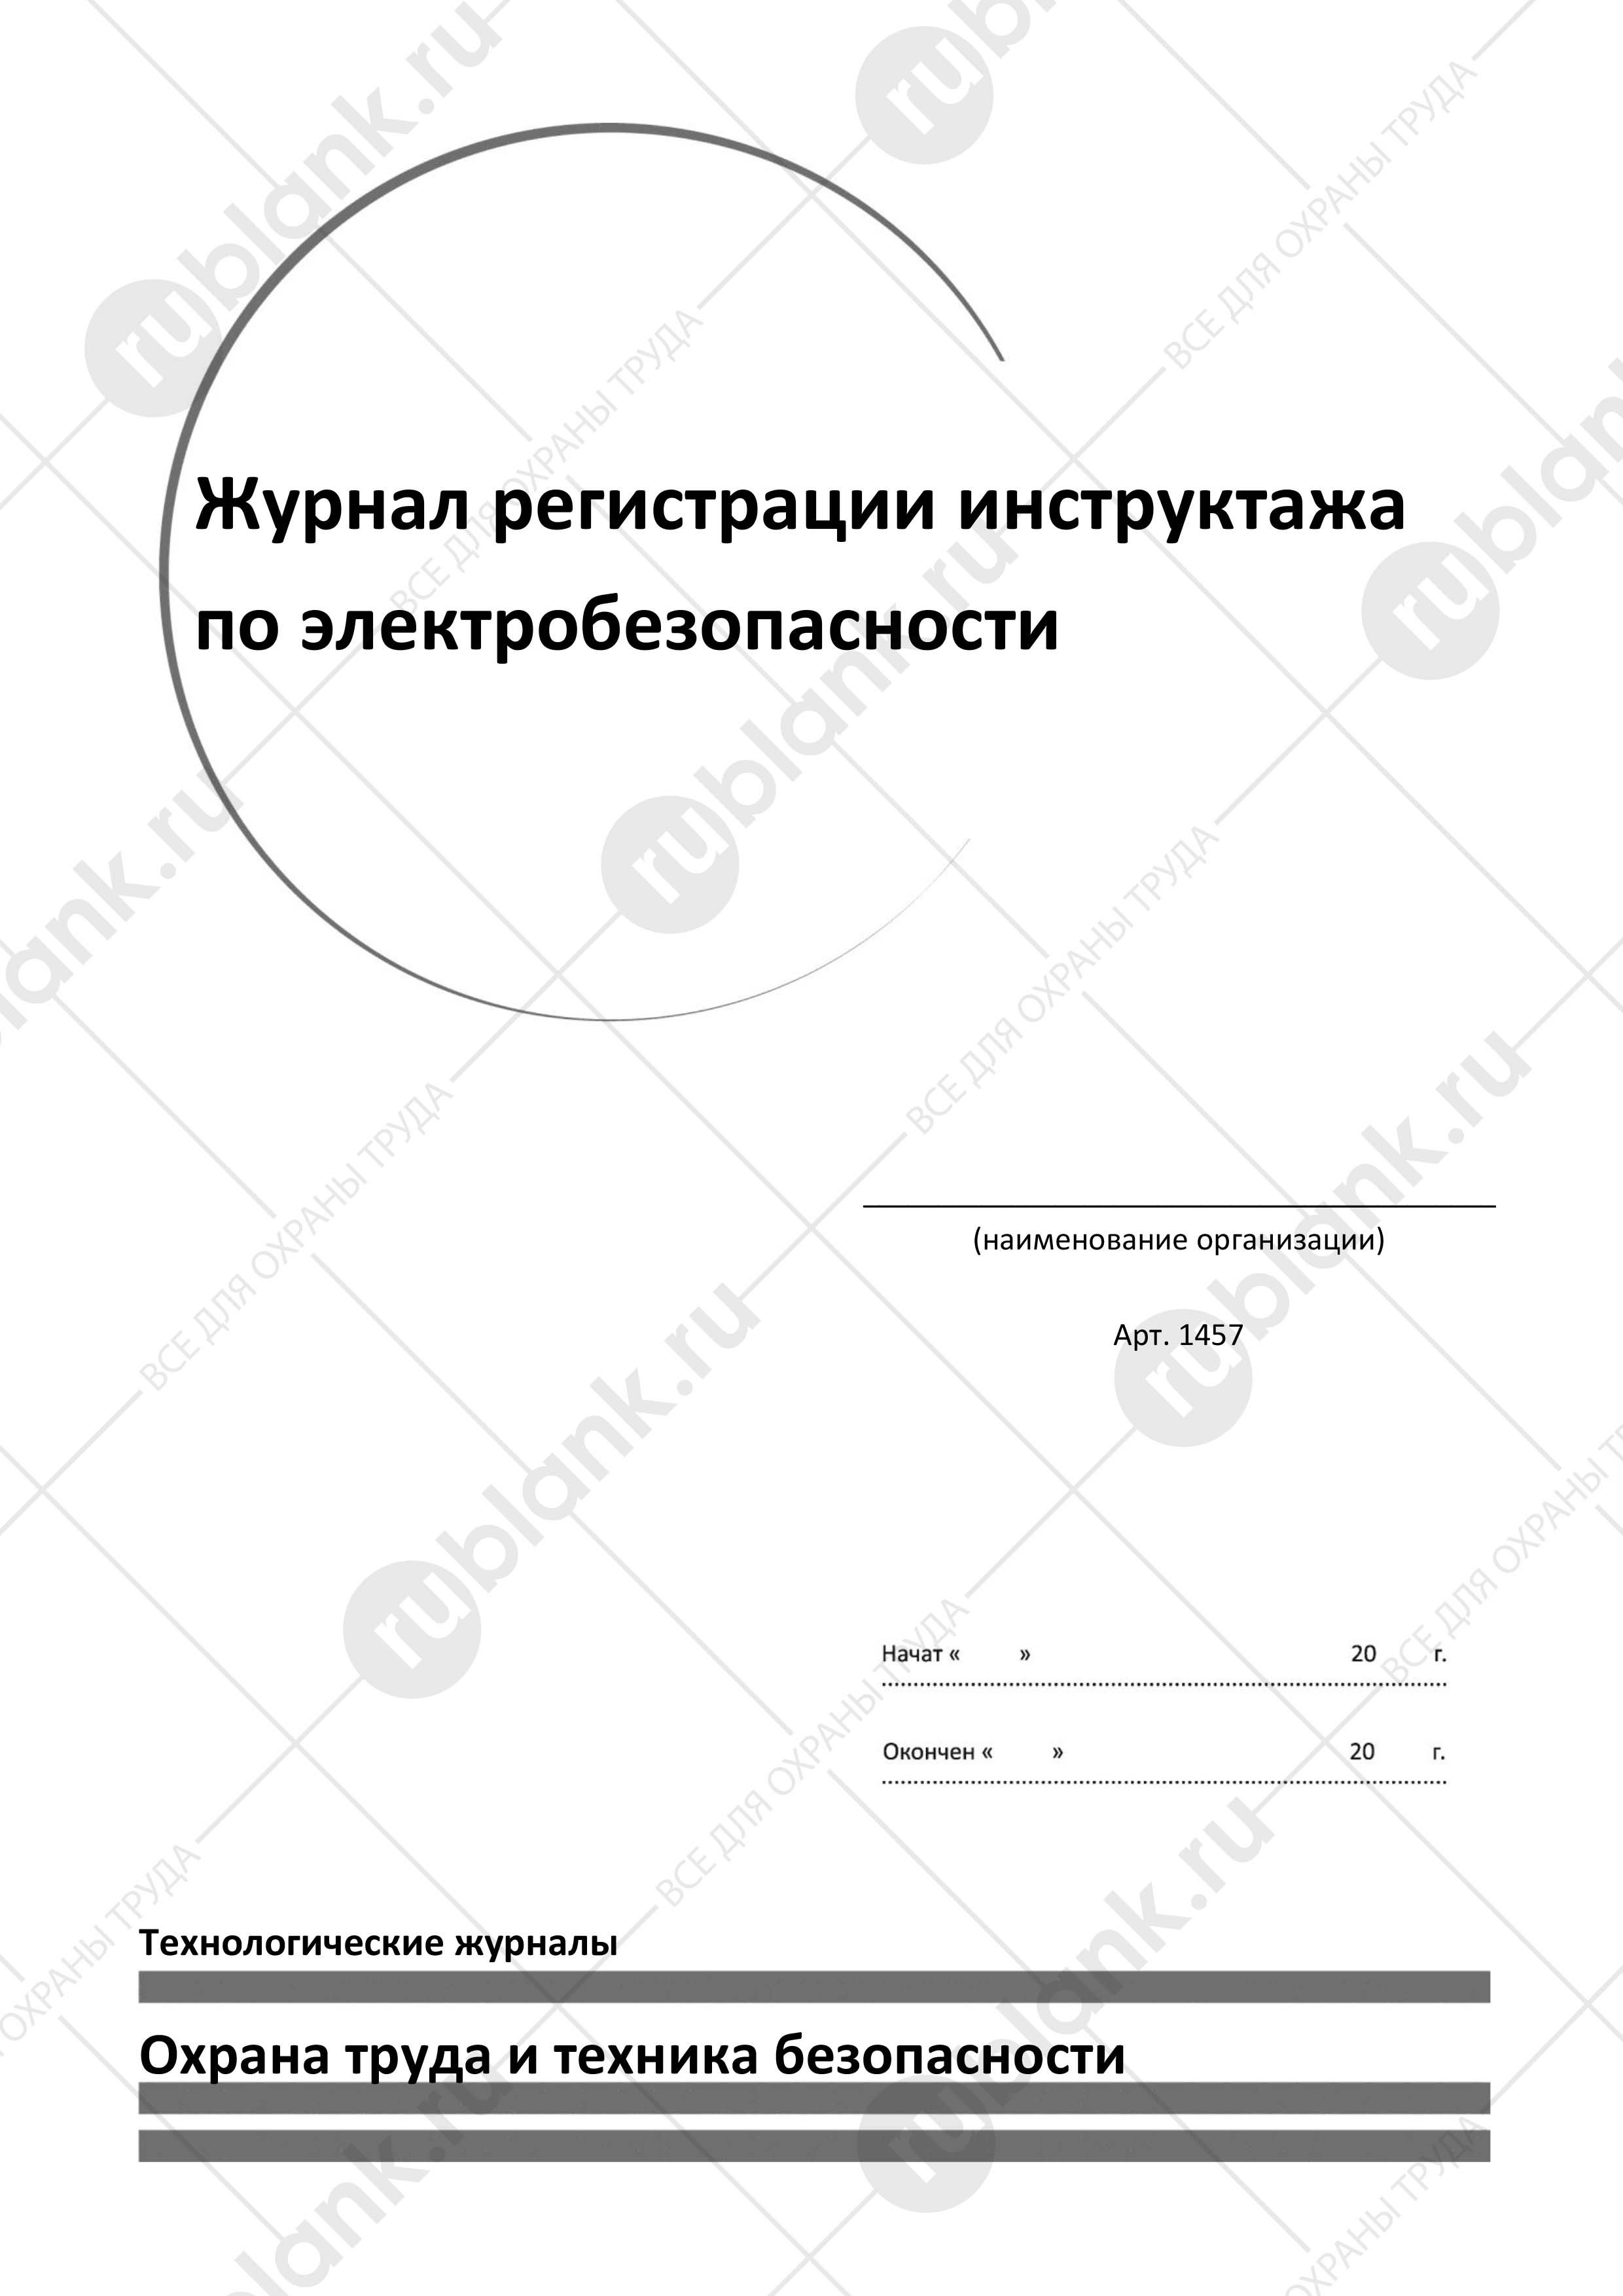 Журнал регистрации инструктажа
по электробезопасности
(наименование организации)
Арт. 1457
Начат « » 20 г.
Окончен « » 20 г.
Технологические журналы
Охрана труда и техника безопасности
rublank.ru
ВСЕ ДЛЯ ОХРАНЫ ТРУДА